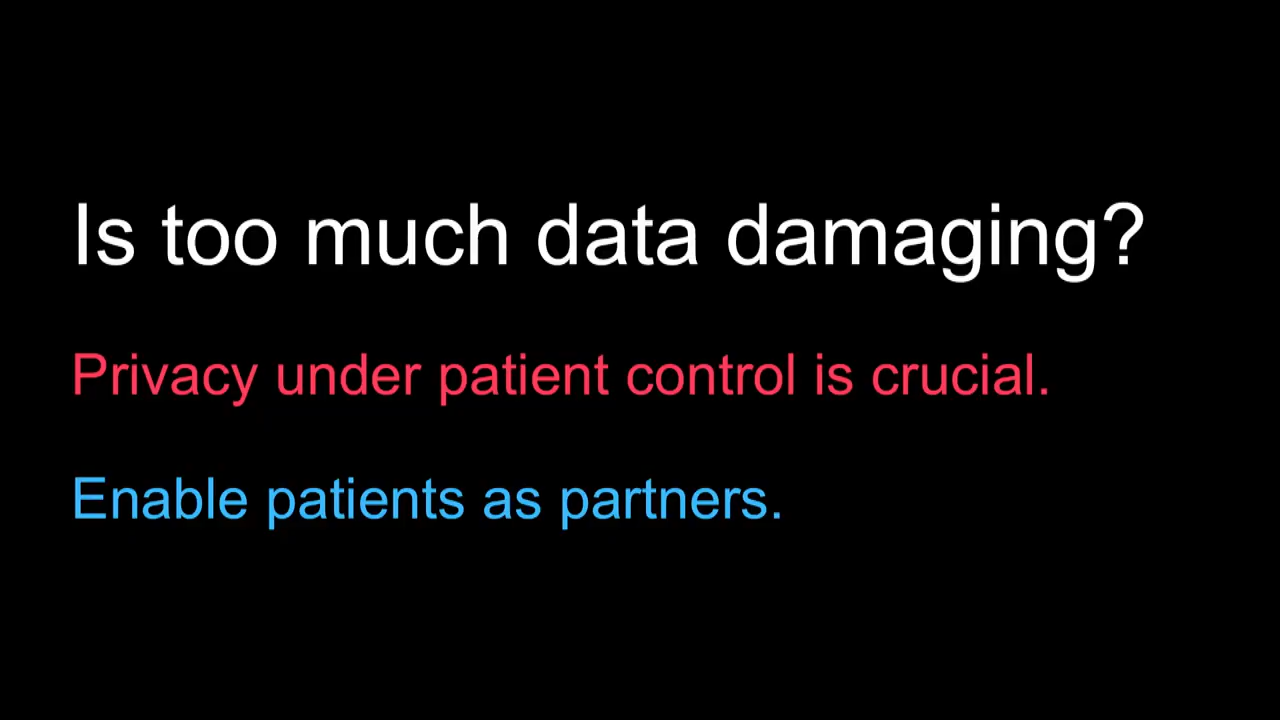 Is too much data damaging?
Privacy under patient control is crucial.
Enable patients as partners.